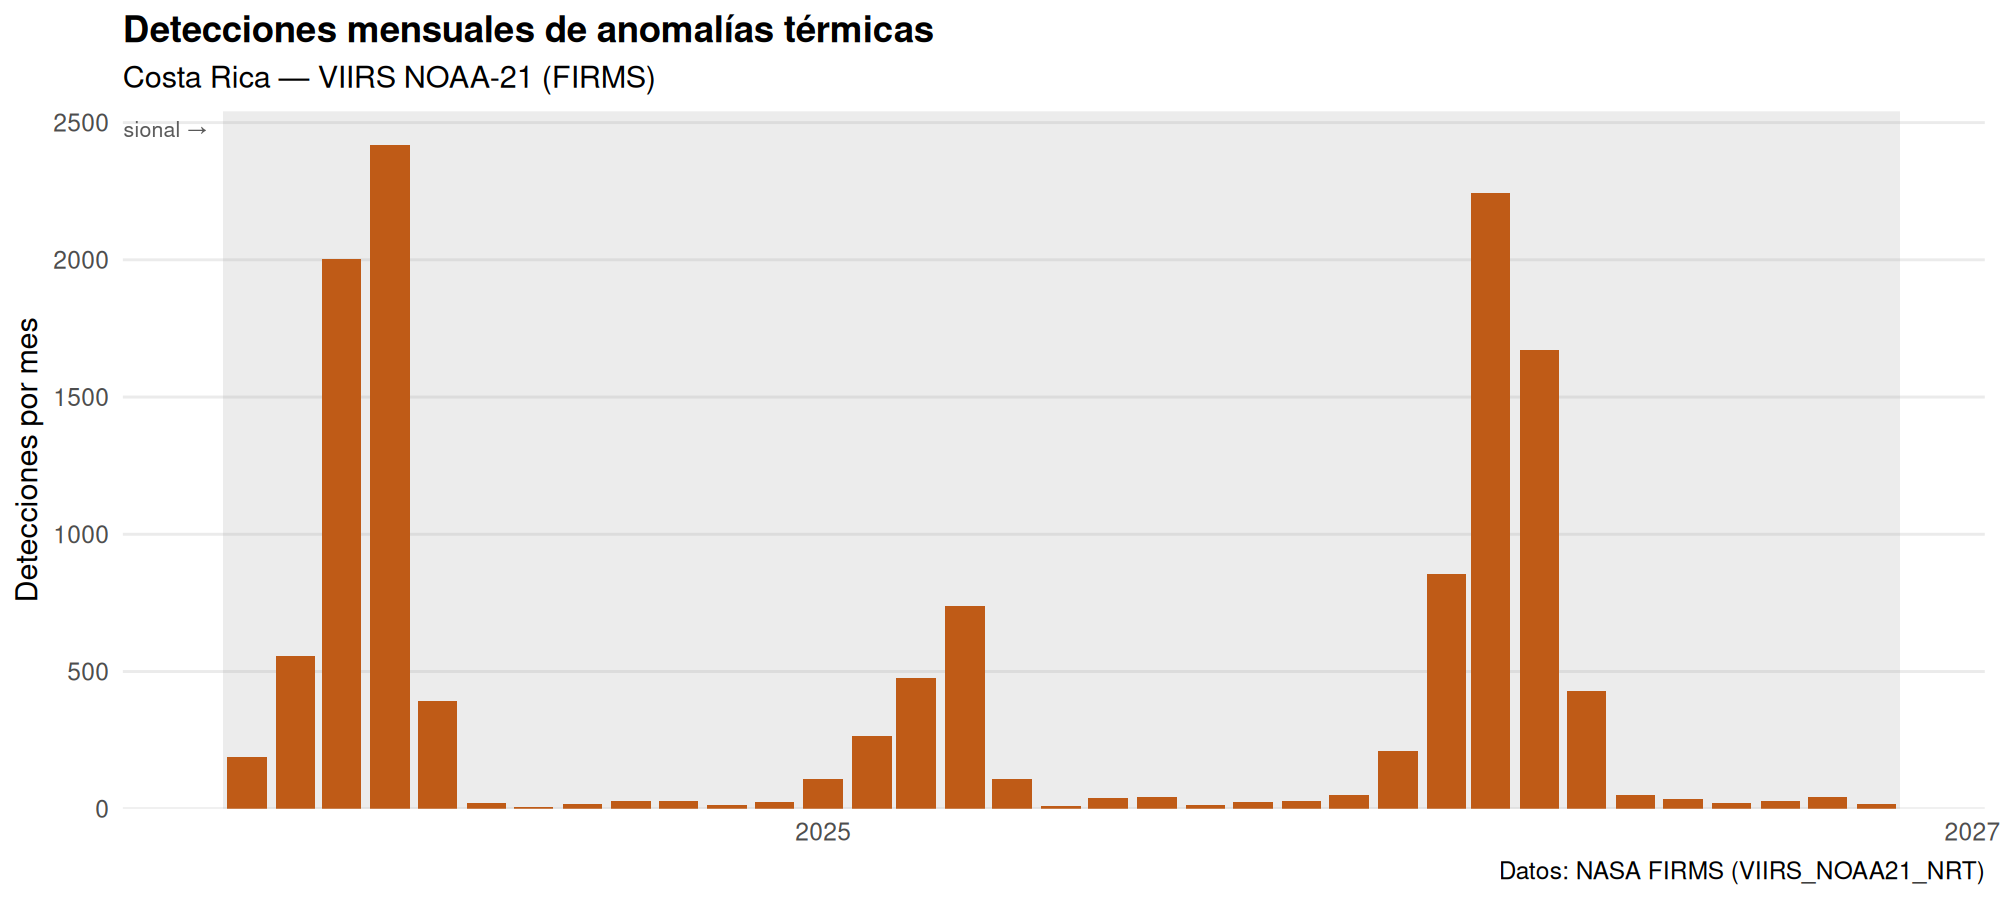 Detecciones mensuales de anomalías térmicas
Costa Rica — VIIRS NOAA-21 (FIRMS)
sional →
Detecciones por mes
2500
2000
1500
1000
500
0
2025
2027
Datos: NASA FIRMS (VIIRS_NOAA21_NRT)